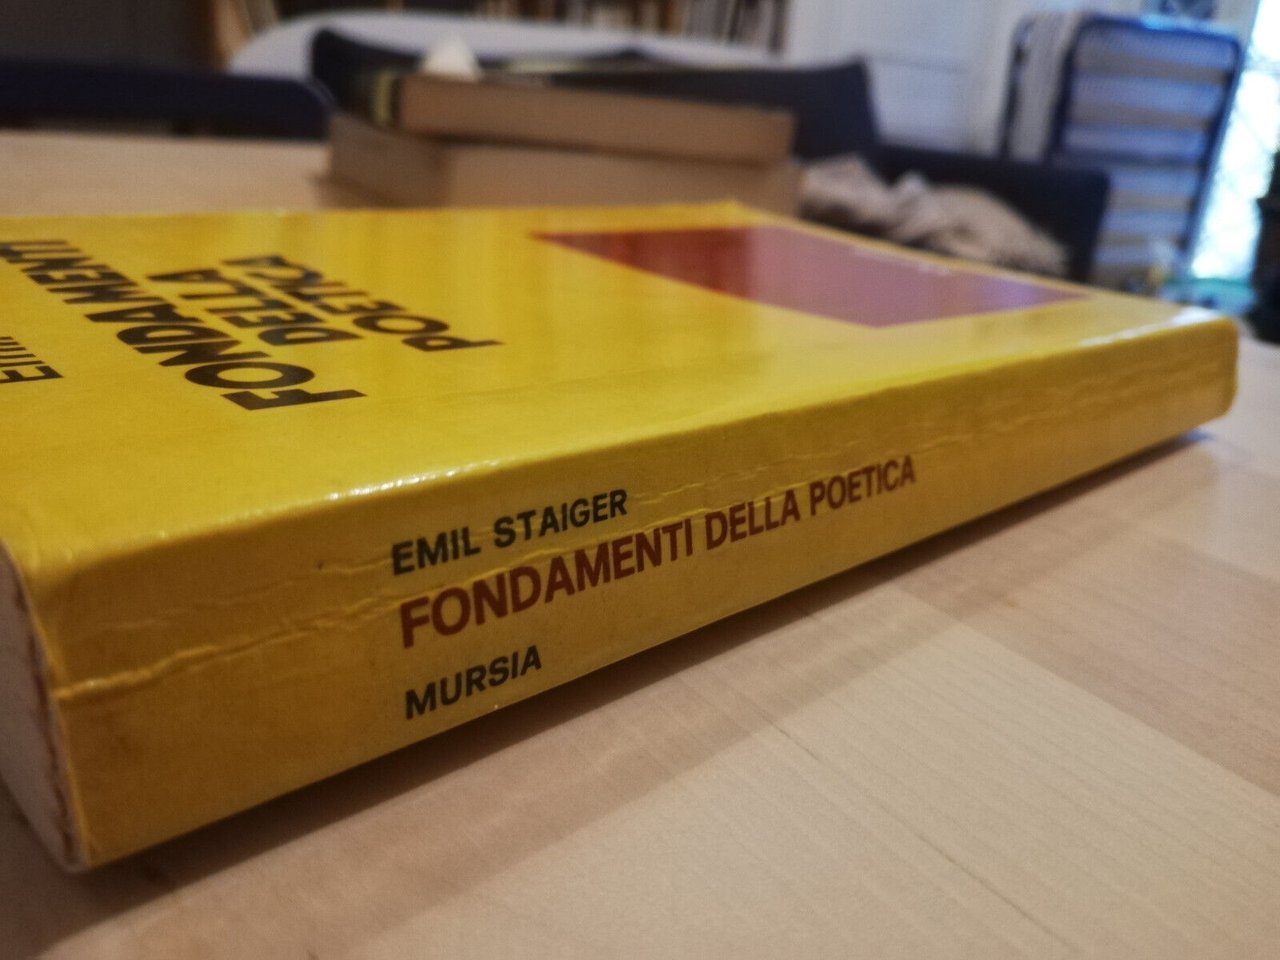 FONDAMENTI
DELLA
POETICA
EMIL STAIGER
FONDAMENTI DELLA POETICA
MURSIA